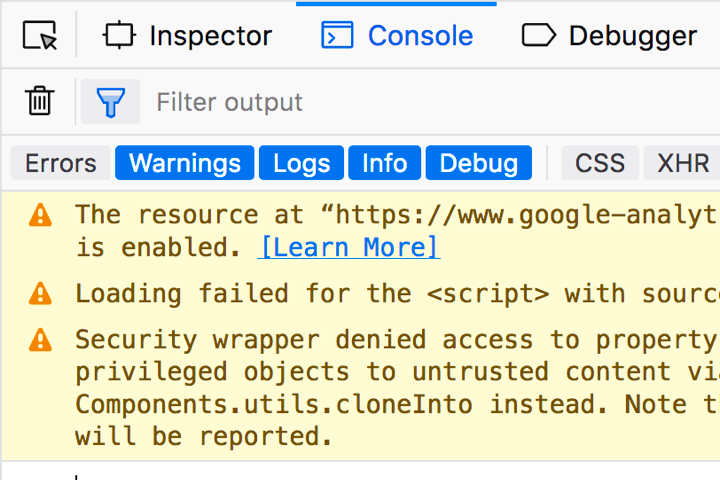 Inspector Console Debugger
Filter output
Errors Warnings Logs Info Debug CSS XHR
The resource at “https://www.google-analyt
is enabled. [Learn More]
Loading failed for the <script> with sourc
Security wrapper denied access to property
privileged objects to untrusted content via
Components.utils.cloneInto instead. Note th
will be reported.